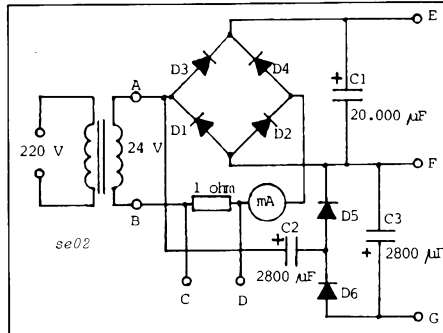 E
D3
D4
C1
+
20.000 µF
A
220 V
24 V
D1
D2
F
1 ohm
mA
B
D5
C3
C2
+
se02
2800 µF
+
2800 µF
D6
C
D
G